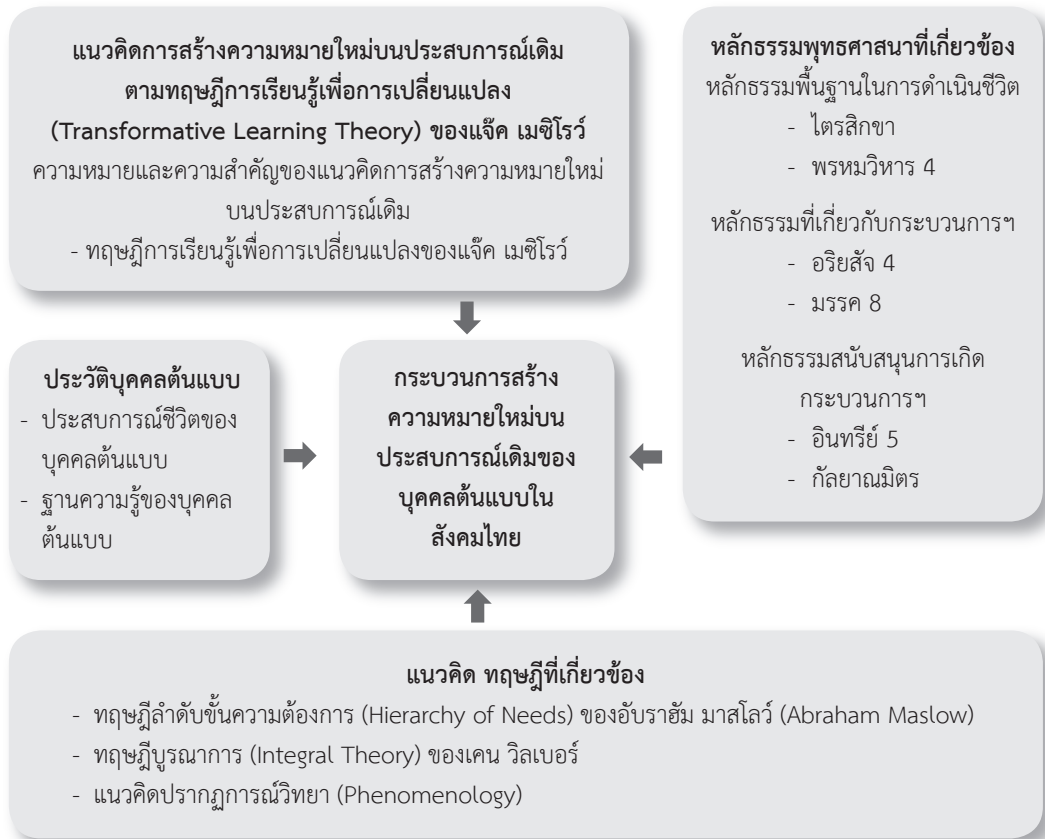 แนวคิดการสร้างความหมายใหม่บนประสบการณ์เดิม
ตามทฤษฎีการเรียนรู้เพื่อการเปลี่ยนแปลง
(Transformative Learning Theory) ของแจ๊ค เมซิโรว์
ความหมายและความสำคัญของแนวคิดการสร้างความหมายใหม่
บนประสบการณ์เดิม
- ทฤษฎีการเรียนรู้เพื่อการเปลี่ยนแปลงของแจ๊ค เมซิโรว์
หลักธรรมพุทธศาสนาที่เกี่ยวข้อง
หลักธรรมพื้นฐานในการดำเนินชีวิต
- ไตรสิกขา
- พรหมวิหาร 4
หลักธรรมที่เกี่ยวกับกระบวนการฯ
- อริยสัจ 4
- มรรค 8
หลักธรรมสนับสนุนการเกิด
กระบวนการฯ
- อินทรีย์ 5
- กัลยาณมิตร
ประวัติบุคคลต้นแบบ
- ประสบการณ์ชีวิตของ
บุคคลต้นแบบ
- ฐานความรู้ของบุคคล
ต้นแบบ
กระบวนการสร้าง
ความหมายใหม่บน
ประสบการณ์เดิมของ
บุคคลต้นแบบใน
สังคมไทย
แนวคิด ทฤษฎีที่เกี่ยวข้อง
- ทฤษฎีลำดับขั้นความต้องการ (Hierarchy of Needs) ของอับราฮัม มาสโลว์ (Abraham Maslow)
- ทฤษฎีบูรณาการ (Integral Theory) ของเคน วิลเบอร์
- แนวคิดปรากฏการณ์วิทยา (Phenomenology)